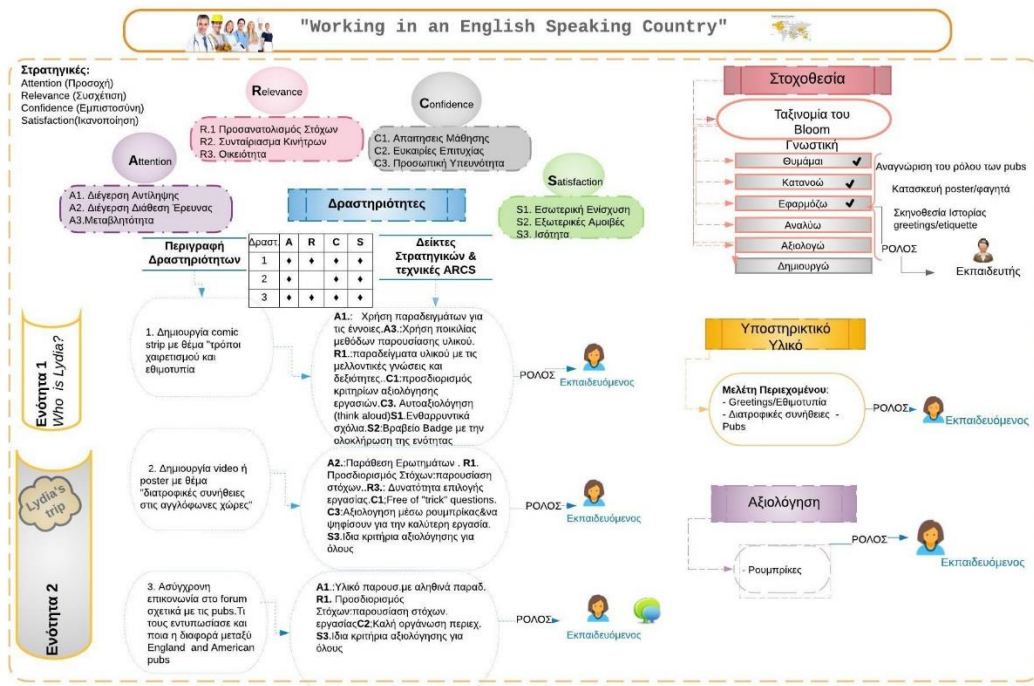 "Working in an English Speaking Country"
Στρατηγικές:
Attention (Προσοχή)
Relevance (Συσχέτιση)
Confidence (Εμπιστοσύνη)
Satisfaction(Ικανοποίηση)
Attention
A1. Διέγερση Αντίληψης
A2. Διέγερση Διάθεση Έρευνας
A3.Μεταβλητότητα
Relevance
R.1 Προσανατολισμός Στόχων
R2. Συνταίριασμα Κινήτρων
R3. Οικειότητα
Confidence
C1. Απαιτησεις Μάθησης
C2. Ευκαιρίες Επιτυχίας
C3. Προσωπική Υπευνότητα
Satisfaction
S1. Εσωτερική Ενίσχυση
S2. Εξωτερικές Αμοιβές
S3. Ισότητα
Δραστηριότητες
Περιγραφή
Δραστηριότητων
Δραστ. A R C S
1 ♦ ♦ ♦ ♦
2 ♦ ♦ ♦
3 ♦ ♦ ♦ ♦
Δείκτες
Στρατηγικών &
τεχνικές ARCS
Ενότητα 1
Who is Lydia?
1. Δημιουργία comic
strip με θέμα "τρόποι
χαιρετισμού και
εθιμοτυπία
A1.: Χρήση παραδειγμάτων για
τις έννοιες.A3.:Χρήση ποικιλίας
μεθόδων παρουσίασης υλικού.
R1.:παραδείγματα υλικού με τις
μελλοντικές γνώσεις και
δεξιότητες..C1:προσδιορισμός
κριτηρίων αξιολόγησης
εργασιών.C3. Αυτοαξιολόγηση
(think aloud)S1.Ενθαρρυντικά
σχόλια.S2:Βραβείο Badge με την
ολοκλήρωση της ενότητας
ΡΟΛΟΣ
Εκπαιδευόμενος
Lydia's
trip
Ενότητα 2
2. Δημιουργία video ή
poster με θέμα
"διατροφικές συνήθειες
στις αγγλόφωνες χώρες"
A2.:Παράθεση Ερωτημάτων . R1.
Προσδιορισμός Στόχων:παρουσίαση
στόχων..R3.: Δυνατότητα επιλογής
εργασίας.C1;Free of "trick" questions.
C3:Αξιολογηση μέσω ρουμπρίκας&να
ψηφίσουν για την καλύτερη εργασία.
S3.Ιδια κριτήρια αξιολόγησης για
όλους
ΡΟΛΟΣ
Εκπαιδευόμενος
3. Ασύγχρονη
επικονωνία στο forum
σχετικά με τις pubs.Τι
τους εντυπωσίασε και
ποια η διαφορά μεταξύ
England and American
pubs
A1.:Υλικό παρουσ.με αληθινά παραδ.
R1. Προσδιορισμός
Στόχων:παρουσίαση στόχων.
εργασίαςC2;Καλή οργάνωση περιεχ.
S3.Ιδια κριτήρια αξιολόγησης για
όλους
ΡΟΛΟΣ
Εκπαιδευόμενος
Στοχοθεσία
Ταξινομία του
Bloom
Γνωστική
Θυμάμαι ✔
Κατανοώ ✔
Εφαρμόζω ✔
Αναλύω
Αξιολογώ
Δημιουργώ
Αναγνώριση του ρόλου των pubs
Κατασκευή poster/φαγητά
Σκηνοθεσία Ιστορίας
greetings/etiquette
ΡΟΛΟΣ
Εκπαιδευτής
Υποστηρικτικό
Υλικό
Μελέτη Περιεχομένου:
- Greetings/Εθιμοτυπία
- Διατροφικές συνήθειες -
Pubs
ΡΟΛΟΣ
Εκπαιδευόμενος
Αξιολόγηση
- Ρουμπρίκες
ΡΟΛΟΣ
Εκπαιδευόμενος